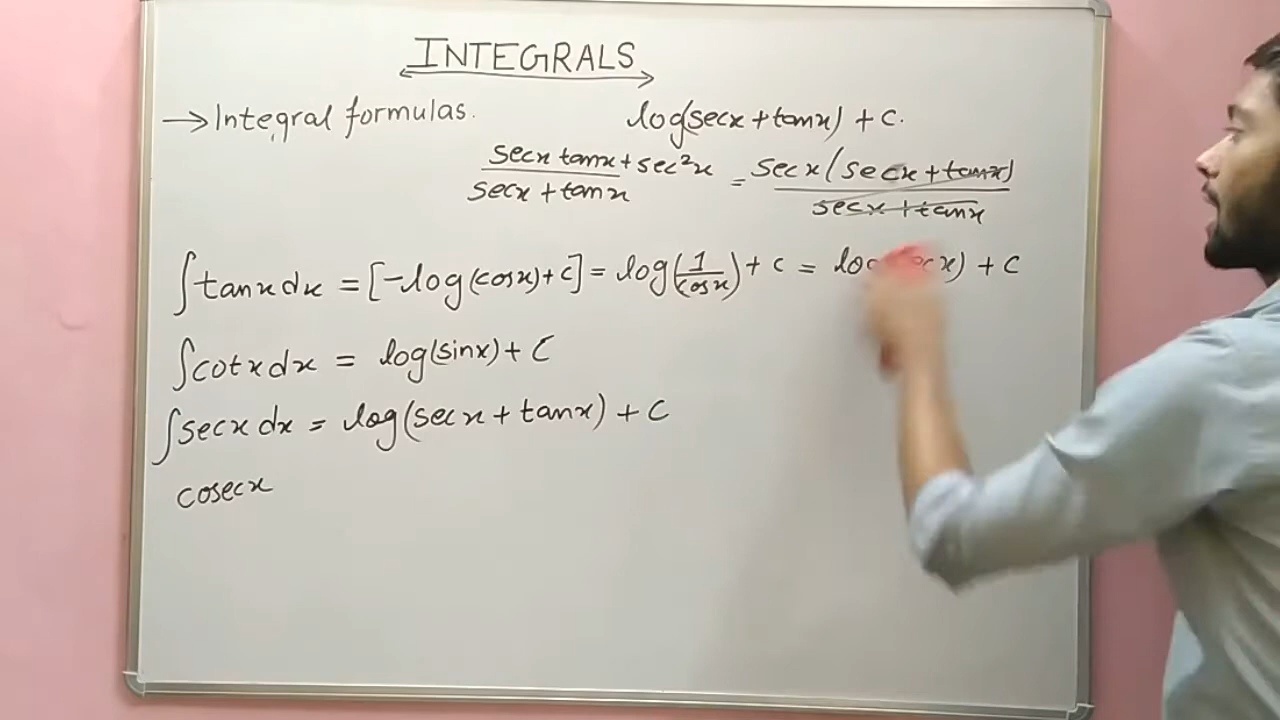 INTEGRALS
→ Integral formulas.
log(secx + tanx) + c.
secx tanx + sec²x / secx + tanx = secx(secx + tanx) / secx + tanx
∫tanx dx = [-log(cosx) + c] = log(1/cosx) + c = lo x) + c
∫cotx dx = log(sinx) + C
∫secx dx = log(secx + tanx) + C
cosecx